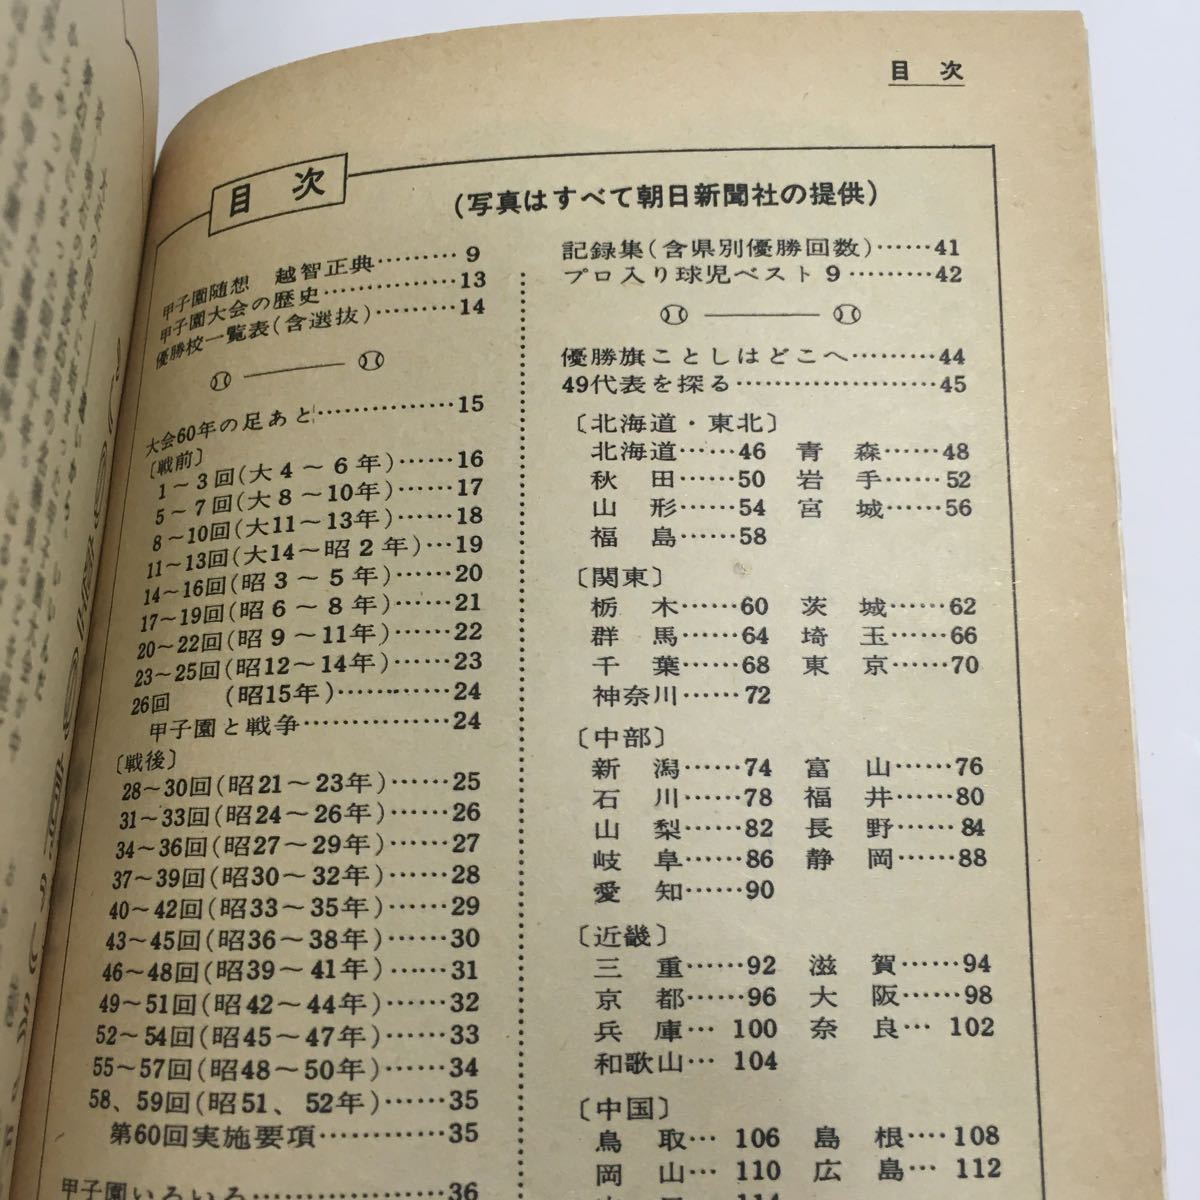 目次
目次
(写真はすべて朝日新聞社の提供)
甲子園随想　越智正典………9
甲子園大会の歴史……………13
優勝校一覧表(含選抜)………14
大会60年の足あと……………15
〔戦前〕
1～3回(大4～6年)……16
5～7回(大8～10年)……17
8～10回(大11～13年)……18
11～13回(大14～昭2年)…19
14～16回(昭3～5年)……20
17～19回(昭6～8年)……21
20～22回(昭9～11年)……22
23～25回(昭12～14年)……23
26回　(昭15年)…………24
甲子園と戦争……………24
〔戦後〕
28～30回(昭21～23年)……25
31～33回(昭24～26年)……26
34～36回(昭27～29年)……27
37～39回(昭30～32年)……28
40～42回(昭33～35年)……29
43～45回(昭36～38年)……30
46～48回(昭39～41年)……31
49～51回(昭42～44年)……32
52～54回(昭45～47年)……33
55～57回(昭48～50年)……34
58、59回(昭51、52年)……35
第60回実施要項…………35
甲子園いろいろ………………36
記録集(含県別優勝回数)……41
プロ入り球児ベスト9………42
優勝旗ことしはどこへ………44
49代表を探る…………………45
〔北海道・東北〕
北海道……46　青森……48
秋田……50　岩手……52
山形……54　宮城……56
福島……58
〔関東〕
栃木……60　茨城……62
群馬……64　埼玉……66
千葉……68　東京……70
神奈川……72
〔中部〕
新潟……74　富山……76
石川……78　福井……80
山梨……82　長野……84
岐阜……86　静岡……88
愛知……90
〔近畿〕
三重……92　滋賀……94
京都……96　大阪……98
兵庫…100　奈良…102
和歌山…104
〔中国〕
鳥取…106　島根…108
岡山…110　広島…112